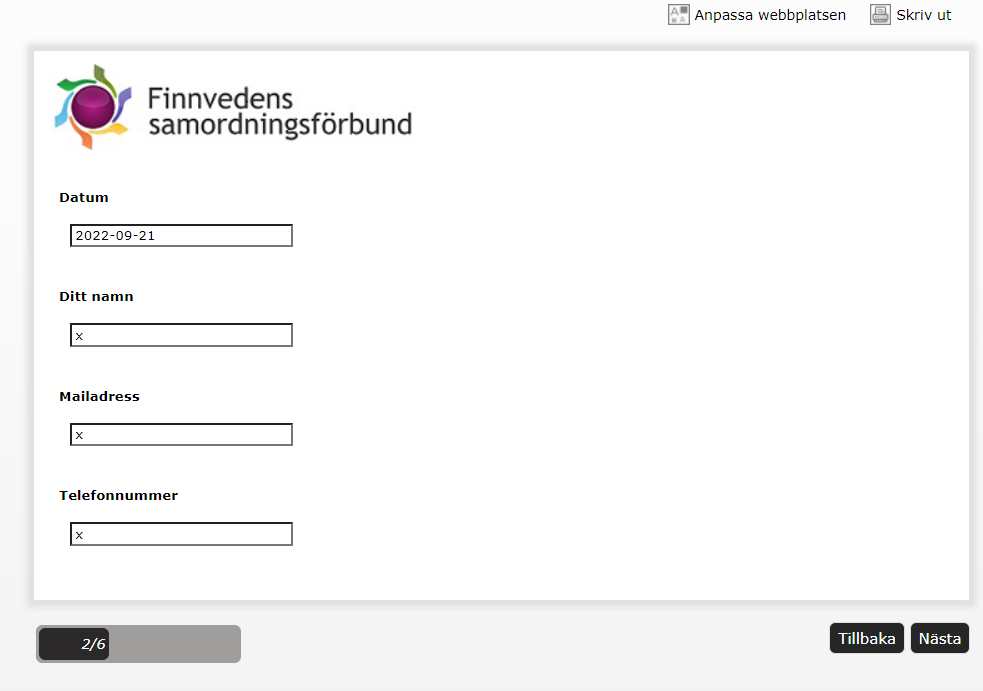 Anpassa webbplatsen Skriv ut
Finnvedens
samordningsförbund
Datum
2022-09-21
Ditt namn
x
Mailadress
x
Telefonnummer
x
2/6
Tillbaka Nästa